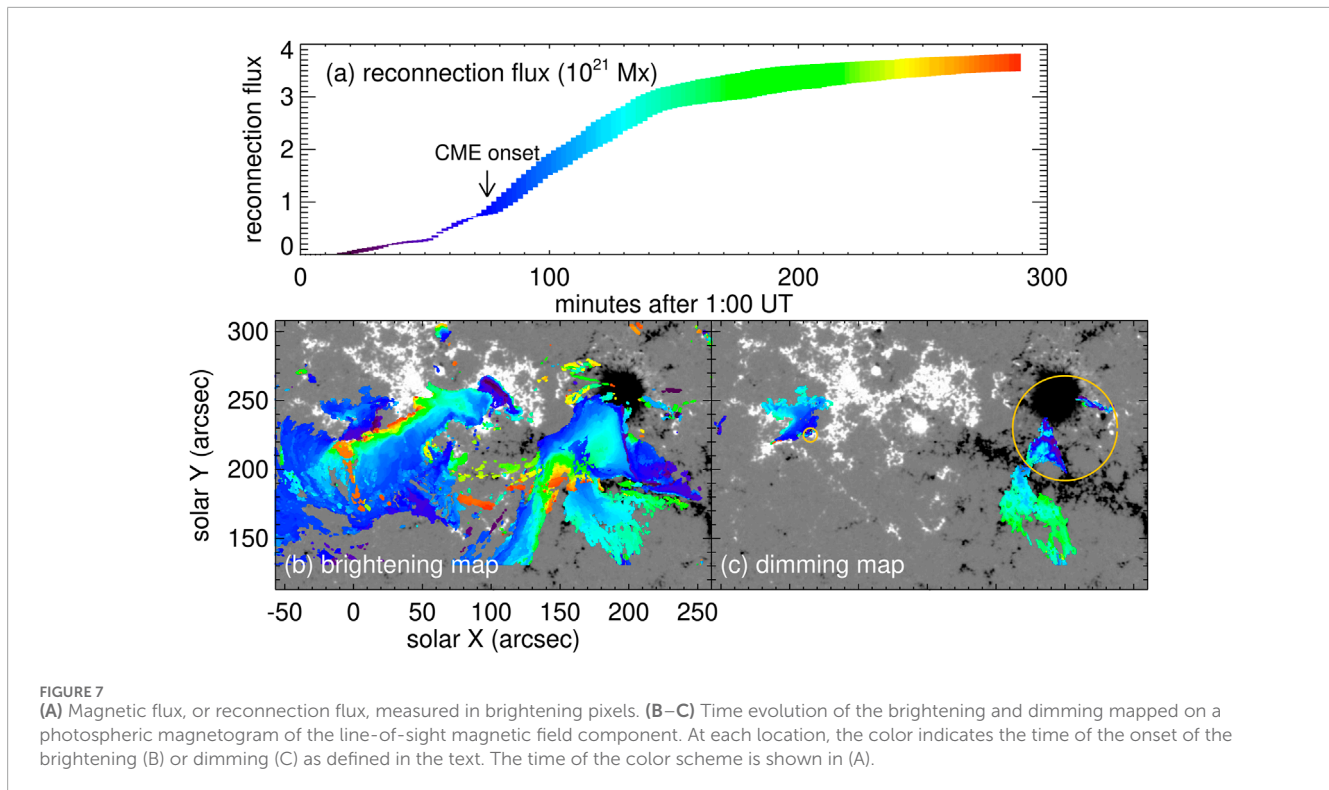 4
3
2
1
0
reconnection flux
(a) reconnection flux (10²¹ Mx)
CME onset
0 100 200 300
minutes after 1:00 UT
300
250
200
150
solar Y (arcsec)
(b) brightening map
(c) dimming map
-50 0 50 100 150 200 250
solar X (arcsec)
FIGURE 7
(A) Magnetic flux, or reconnection flux, measured in brightening pixels. (B–C) Time evolution of the brightening and dimming mapped on a
photospheric magnetogram of the line-of-sight magnetic field component. At each location, the color indicates the time of the onset of the
brightening (B) or dimming (C) as defined in the text. The time of the color scheme is shown in (A).